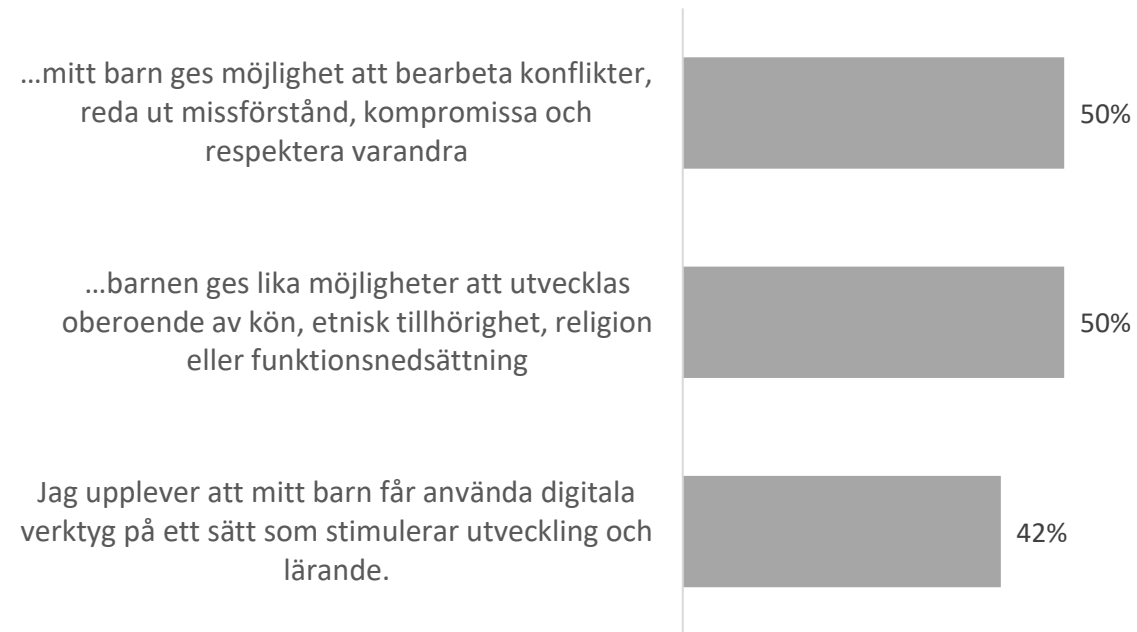 …mitt barn ges möjlighet att bearbeta konflikter,
reda ut missförstånd, kompromissa och
respektera varandra
50%
…barnen ges lika möjligheter att utvecklas
oberoende av kön, etnisk tillhörighet, religion
eller funktionsnedsättning
50%
Jag upplever att mitt barn får använda digitala
verktyg på ett sätt som stimulerar utveckling och
lärande.
42%